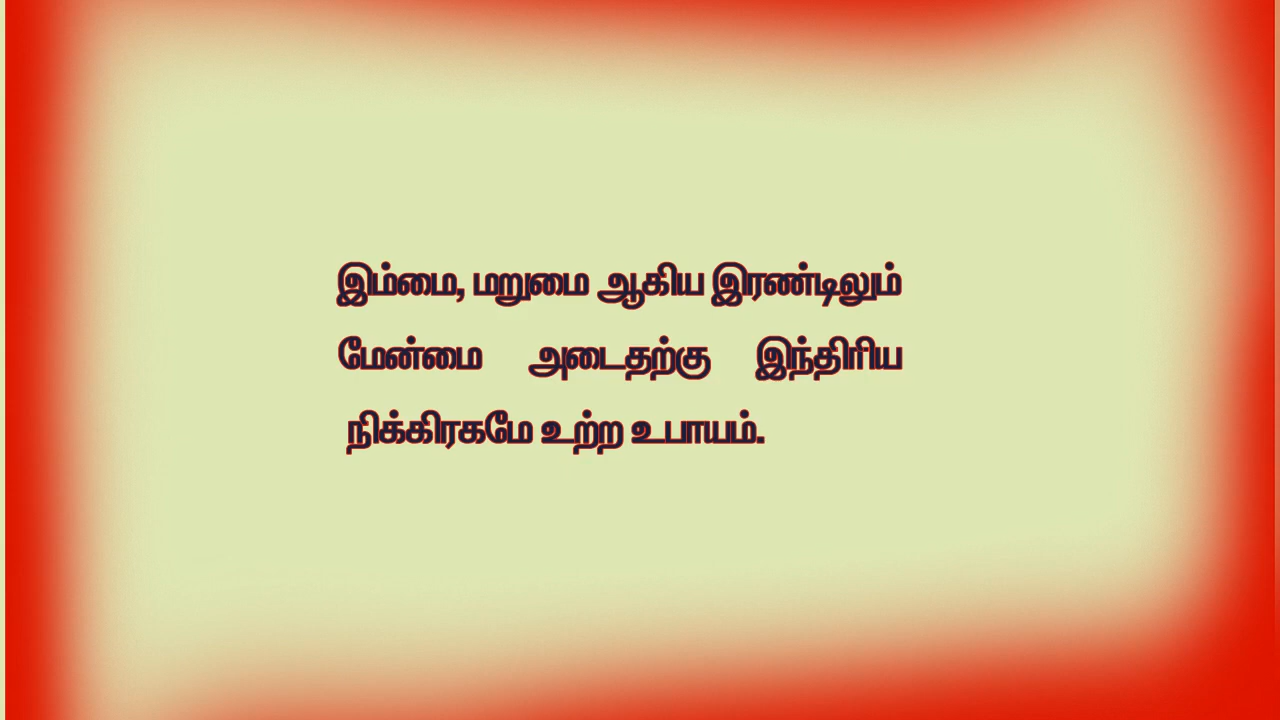 இம்மை, மறுமை ஆகிய இரண்டிலும்
மேன்மை அடைதற்கு இந்திரிய
நிக்கிரகமே உற்ற உபாயம்.